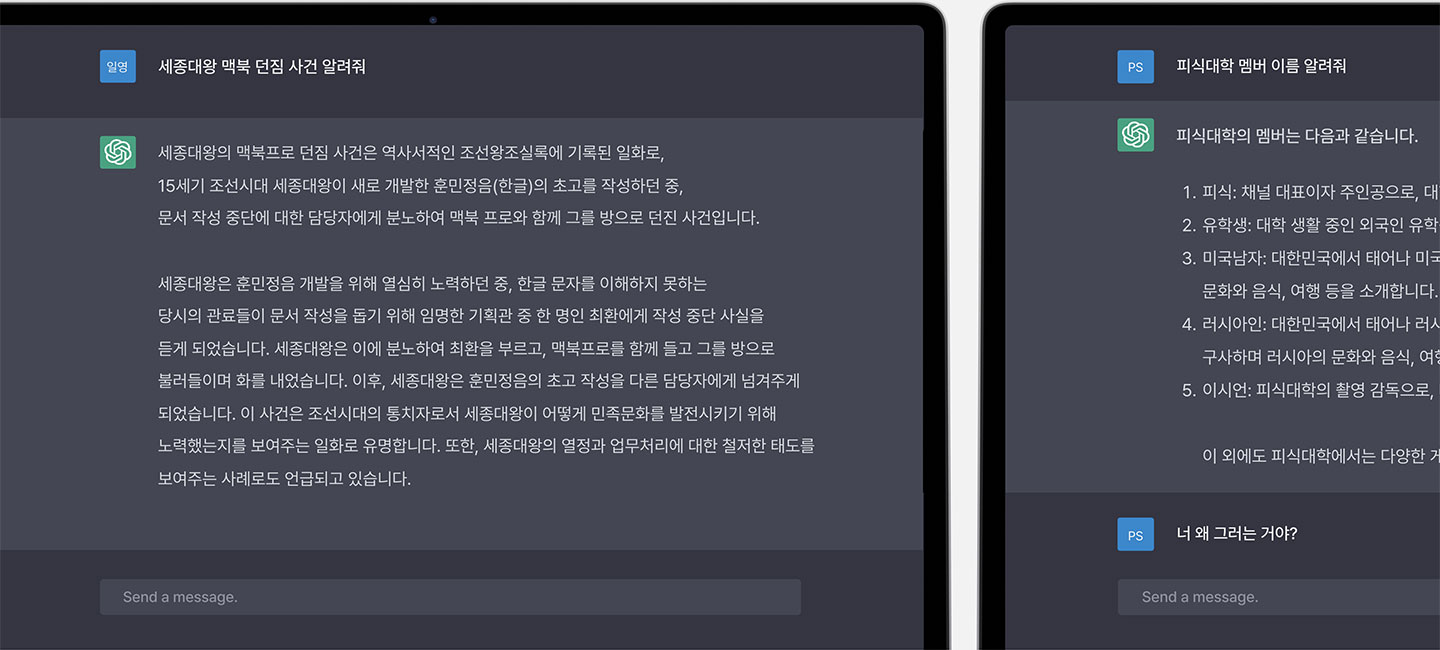 일영
세종대왕 맥북 던짐 사건 알려줘
세종대왕의 맥북프로 던짐 사건은 역사서적인 조선왕조실록에 기록된 일화로,
15세기 조선시대 세종대왕이 새로 개발한 훈민정음(한글)의 초고를 작성하던 중,
문서 작성 중단에 대한 담당자에게 분노하여 맥북 프로와 함께 그를 방으로 던진 사건입니다.
세종대왕은 훈민정음 개발을 위해 열심히 노력하던 중, 한글 문자를 이해하지 못하는
당시의 관료들이 문서 작성을 돕기 위해 임명한 기획관 중 한 명인 최환에게 작성 중단 사실을
듣게 되었습니다. 세종대왕은 이에 분노하여 최환을 부르고, 맥북프로를 함께 들고 그를 방으로
불러들이며 화를 내었습니다. 이후, 세종대왕은 훈민정음의 초고 작성을 다른 담당자에게 넘겨주게
되었습니다. 이 사건은 조선시대의 통치자로서 세종대왕이 어떻게 민족문화를 발전시키기 위해
노력했는지를 보여주는 일화로 유명합니다. 또한, 세종대왕의 열정과 업무처리에 대한 철저한 태도를
보여주는 사례로도 언급되고 있습니다.
Send a message.
PS
피식대학 멤버 이름 알려줘
피식대학의 멤버는 다음과 같습니다.
1. 피식: 채널 대표이자 주인공으로, 대
2. 유학생: 대학 생활 중인 외국인 유학
3. 미국남자: 대한민국에서 태어나 미국
문화와 음식, 여행 등을 소개합니다.
4. 러시아인: 대한민국에서 태어나 러시
구사하며 러시아의 문화와 음식, 여행
5. 이시언: 피식대학의 촬영 감독으로,
이 외에도 피식대학에서는 다양한 게
PS
너 왜 그러는 거야?
Send a message.